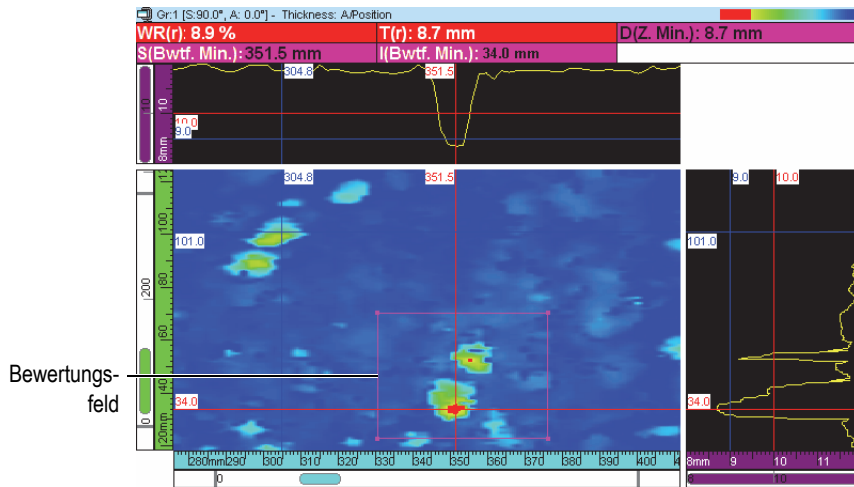 Gr:1 [S:90.0°, A: 0.0°] - Thickness: A/Position
WR(r): 8.9 % T(r): 8.7 mm D(Z. Min.): 8.7 mm
S(Bwtf. Min.): 351.5 mm I(Bwtf. Min.): 34.0 mm
304.8 351.5
10
10
8mm
10.0
9.0
304.8 351.5
9.0 10.0
101.0
101.0
100
80
60
40
20mm
200
0
Bewertungs-
feld
34.0
34.0
280mm 290 300 310 320 330 340 350 360 370 380 390 400
8mm 9 10 11
0
10